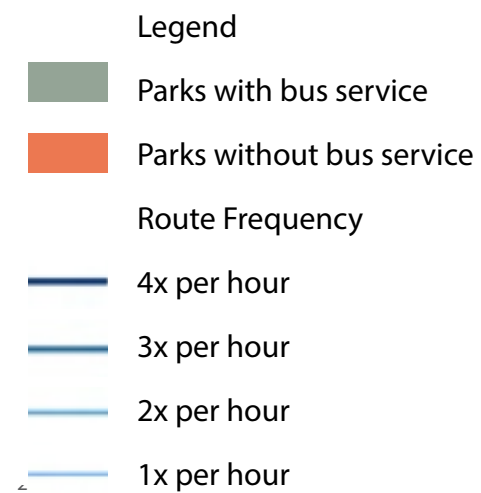 Legend
Parks with bus service
Parks without bus service
Route Frequency
4x per hour
3x per hour
2x per hour
1x per hour